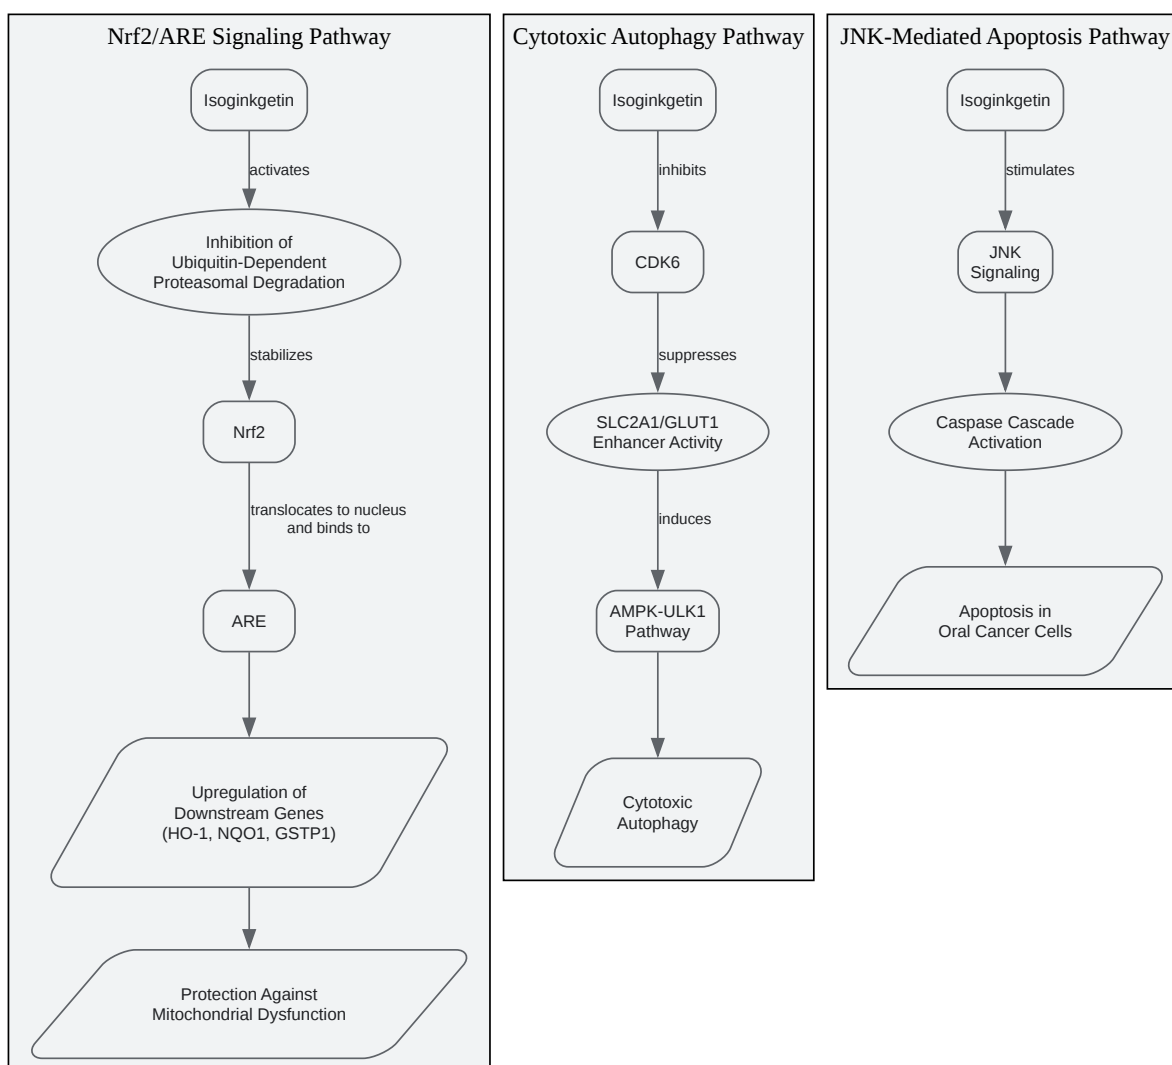 Nrf2/ARE Signaling Pathway
Isoginkgetin
activates
Inhibition of
Ubiquitin-Dependent
Proteasomal Degradation
stabilizes
Nrf2
translocates to nucleus
and binds to
ARE
Upregulation of
Downstream Genes
(HO-1, NQO1, GSTP1)
Protection Against
Mitochondrial Dysfunction
Cytotoxic Autophagy Pathway
Isoginkgetin
inhibits
CDK6
suppresses
SLC2A1/GLUT1
Enhancer Activity
induces
AMPK-ULK1
Pathway
Cytotoxic
Autophagy
JNK-Mediated Apoptosis Pathway
Isoginkgetin
stimulates
JNK
Signaling
Caspase Cascade
Activation
Apoptosis in
Oral Cancer Cells